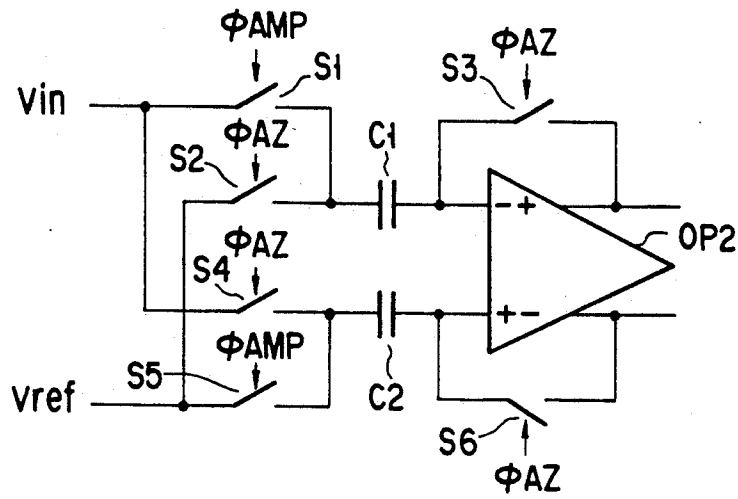 ΦAMP
S1
S3
ΦAZ
Vin
ΦAZ
S2
C1
- +
OP2
ΦAZ
S4
+ -
ΦAMP
S5
C2
Vref
S6
ΦAZ